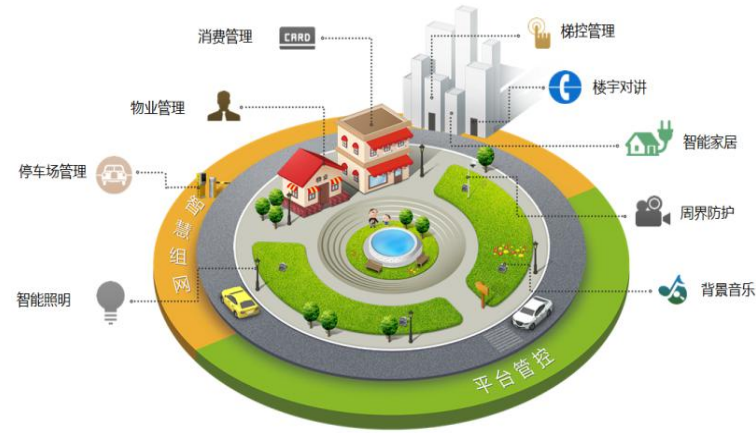 消费管理
CARD
梯控管理
物业管理
楼宇对讲
停车场管理
智能家居
周界防护
智能照明
背景音乐
智慧组网
平台管控